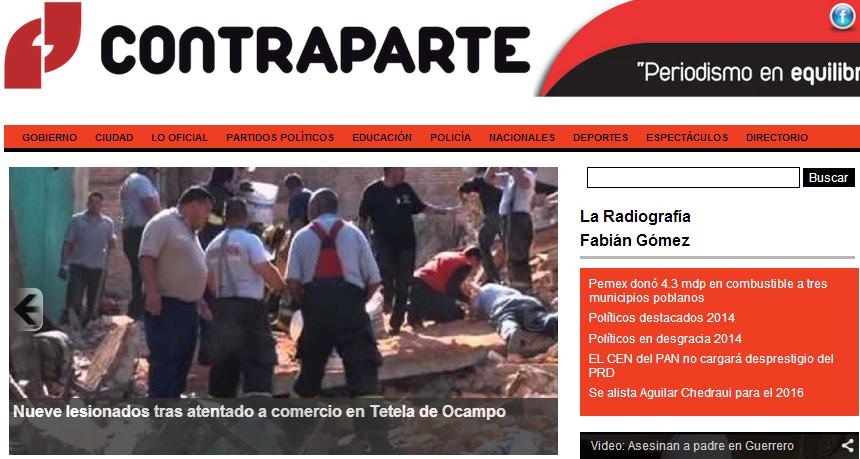 CONTRAPARTE
"Periodismo en equilibr
GOBIERNO CIUDAD LO OFICIAL PARTIDOS POLÍTICOS EDUCACIÓN POLICÍA NACIONALES DEPORTES ESPECTÁCULOS DIRECTORIO
Buscar
La Radiografía
Fabián Gómez
Pemex donó 4.3 mdp en combustible a tres
municipios poblanos
Políticos destacados 2014
Políticos en desgracia 2014
EL CEN del PAN no cargará desprestigio del
PRD
Se alista Aguilar Chedraui para el 2016
Nueve lesionados tras atentado a comercio en Tetela de Ocampo
Video: Asesinan a padre en Guerrero